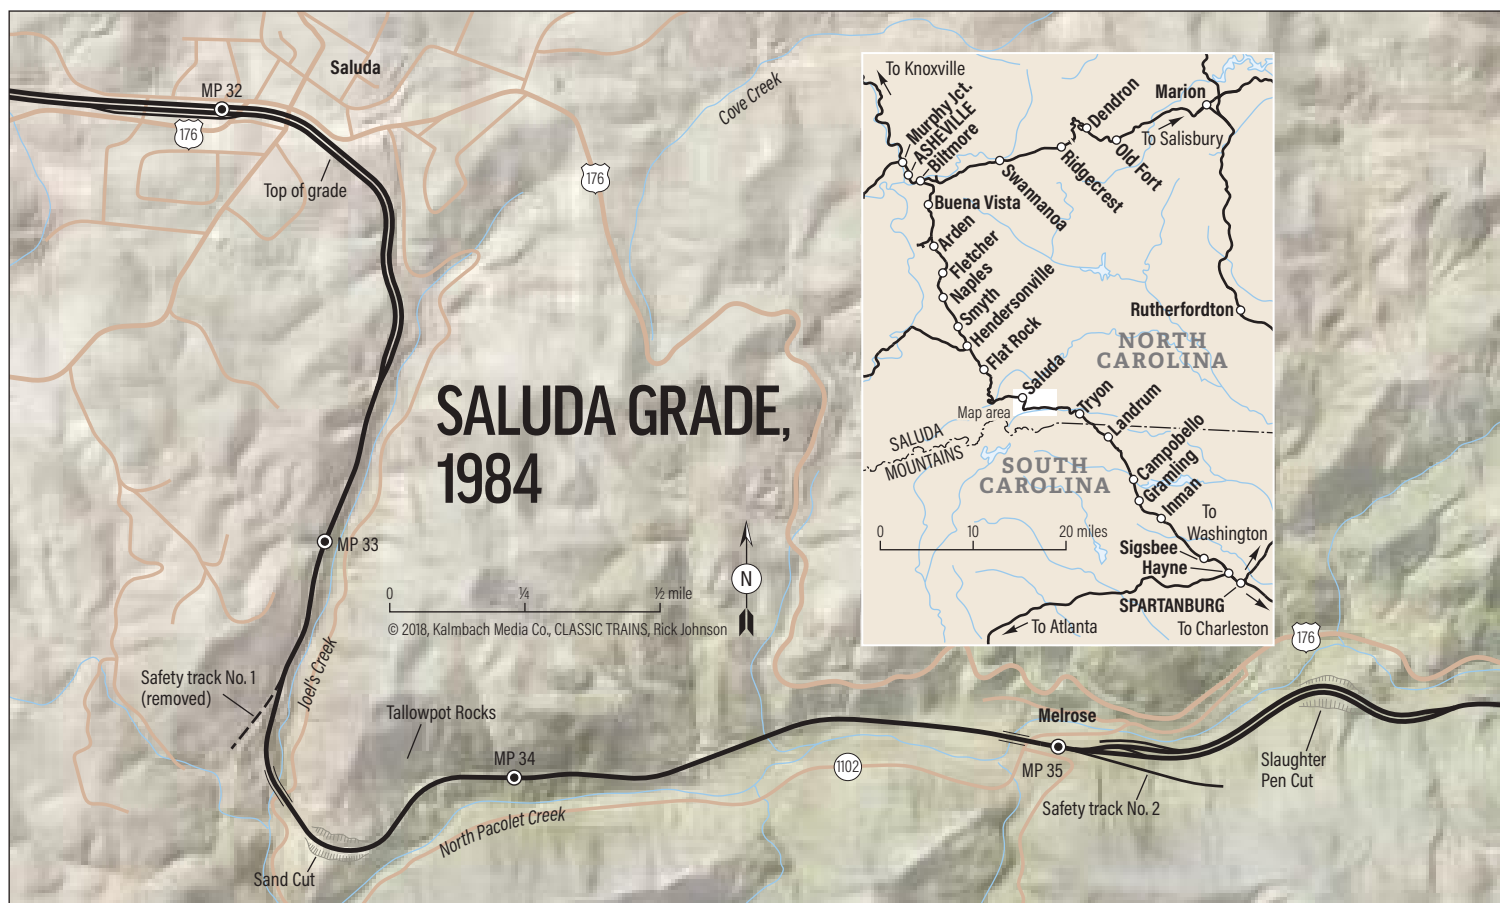 Saluda
MP 32
176
Top of grade
Cove Creek
176
SALUDA GRADE,
1984
MP 33
0
¼
½ mile
N
© 2018, Kalmbach Media Co., CLASSIC TRAINS, Rick Johnson
Safety track No. 1
(removed)
Joel's Creek
Tallowpot Rocks
MP 34
Sand Cut
North Pacolet Creek
1102
Melrose
MP 35
Safety track No. 2
176
Slaughter
Pen Cut
To Knoxville
Murphy Jct.
ASHEVILLE
Biltmore
Dendron
Marion
To Salisbury
Old Fort
Ridgecrest
Swannanoa
Buena Vista
Arden
Fletcher
Naples
Smyth
Hendersonville
Flat Rock
Rutherfordton
NORTH
CAROLINA
Saluda
Map area
Tryon
Landrum
SALUDA
MOUNTAINS
SOUTH
CAROLINA
Campobello
Gramling
Inman
To
Washington
0
10
20 miles
Sigsbee
Hayne
SPARTANBURG
To Atlanta
To Charleston